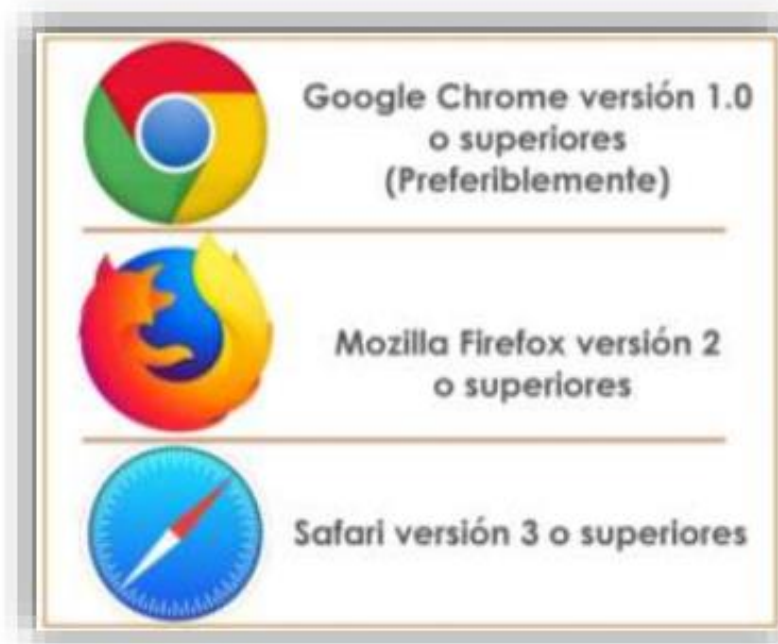 Google Chrome versión 1.0
o superiores
(Preferiblemente)
Mozilla Firefox versión 2
o superiores
Safari versión 3 o superiores